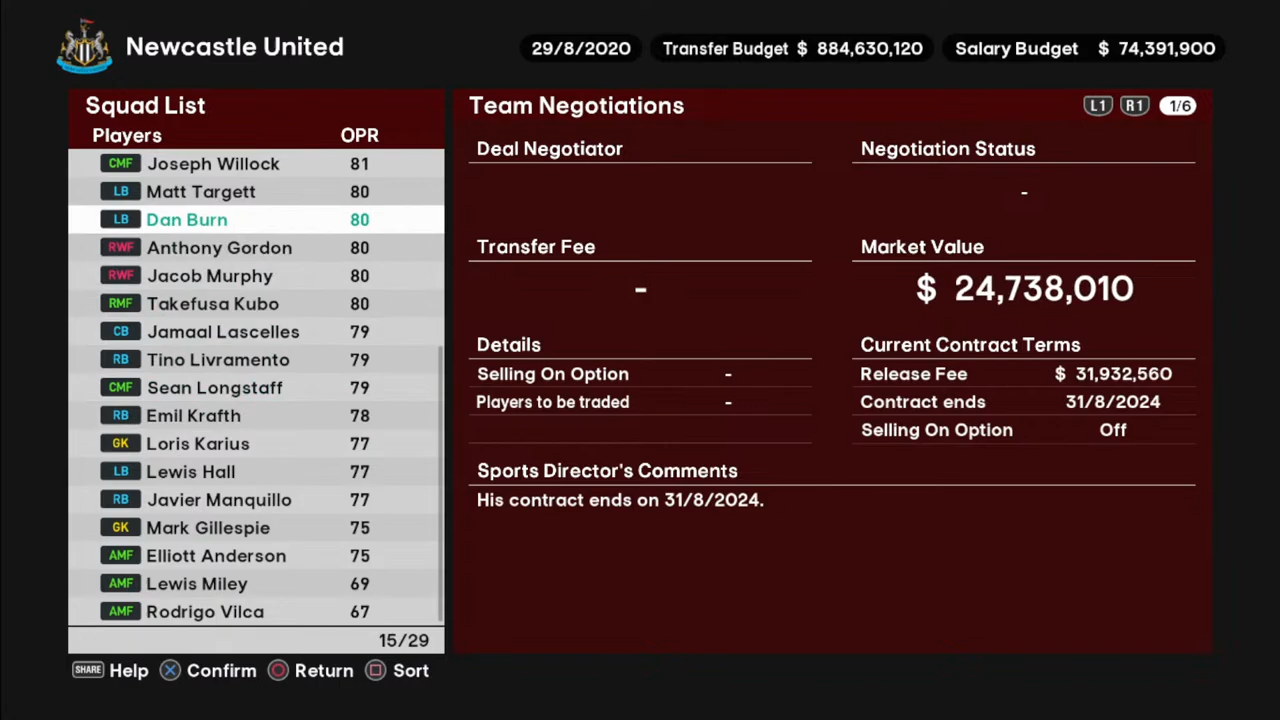 Newcastle United
29/8/2020
Transfer Budget $ 884,630,120
Salary Budget $ 74,391,900
Squad List
Players OPR
CMF Joseph Willock 81
LB Matt Targett 80
LB Dan Burn 80
RWF Anthony Gordon 80
RWF Jacob Murphy 80
RMF Takefusa Kubo 80
CB Jamaal Lascelles 79
RB Tino Livramento 79
CMF Sean Longstaff 79
RB Emil Krafth 78
GK Loris Karius 77
LB Lewis Hall 77
RB Javier Manquillo 77
GK Mark Gillespie 75
AMF Elliott Anderson 75
AMF Lewis Miley 69
AMF Rodrigo Vilca 67
15/29
Team Negotiations
L1 R1 1/6
Deal Negotiator
Negotiation Status
-
Transfer Fee
-
Market Value
$ 24,738,010
Details
Selling On Option -
Players to be traded -
Current Contract Terms
Release Fee $ 31,932,560
Contract ends 31/8/2024
Selling On Option Off
Sports Director's Comments
His contract ends on 31/8/2024.
SHARE Help Confirm Return Sort